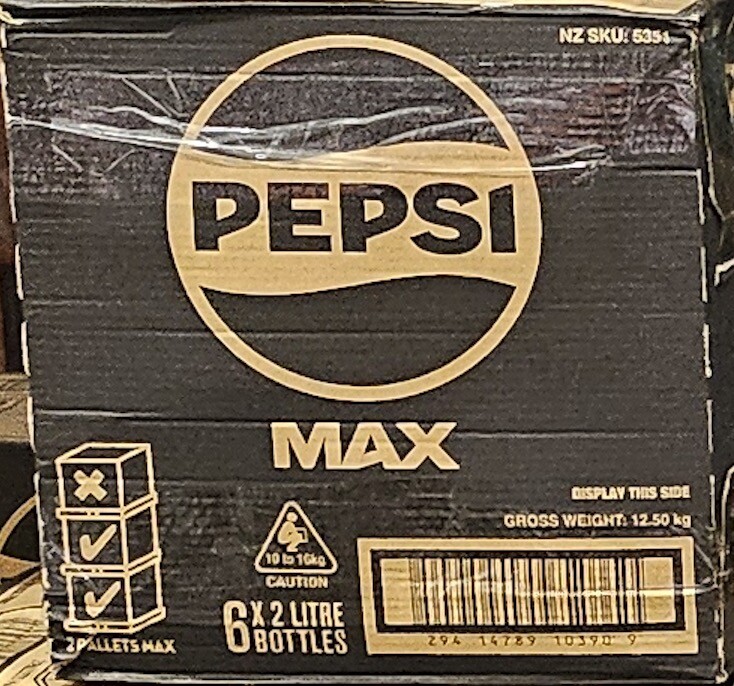 NZ SKU: 5351
PEPSI
MAX
DISPLAY THIS SIDE
GROSS WEIGHT: 12.50 kg
10 to 16kg
CAUTION
6 X 2 LITRE
BOTTLES
2 PALLETS MAX
294 14789 10390 9